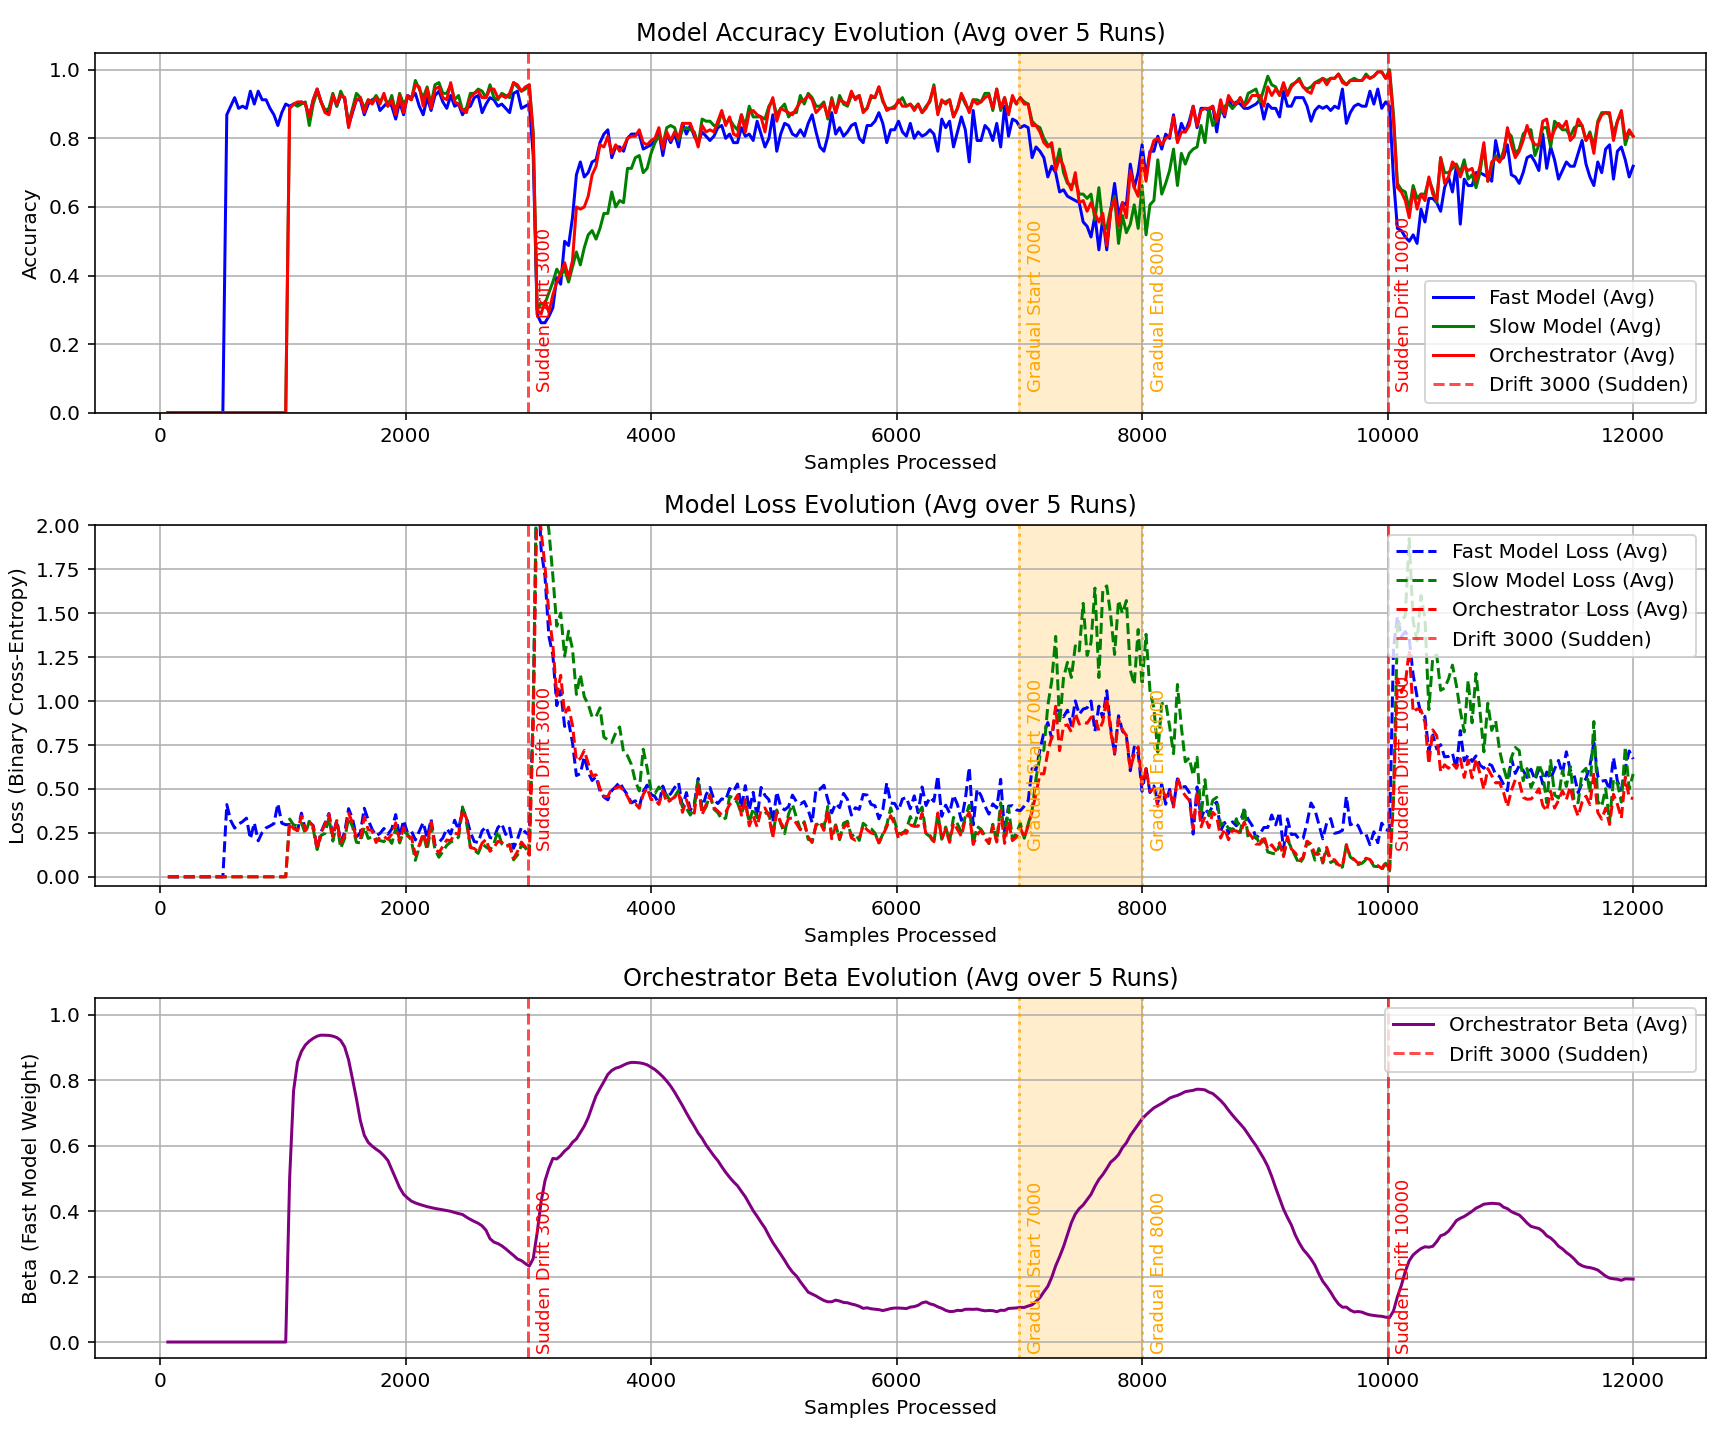 Model Accuracy Evolution (Avg over 5 Runs)
Accuracy
1.0
0.8
0.6
0.4
0.2
0.0
Sudden Drift 3000
Gradual Start 7000
Gradual End 8000
Sudden Drift 10000
Fast Model (Avg)
Slow Model (Avg)
Orchestrator (Avg)
Drift 3000 (Sudden)
0 2000 4000 6000 8000 10000 12000
Samples Processed
Model Loss Evolution (Avg over 5 Runs)
Loss (Binary Cross-Entropy)
2.00
1.75
1.50
1.25
1.00
0.75
0.50
0.25
0.00
Sudden Drift 3000
Gradual Start 7000
Gradual End 8000
Sudden Drift 10000
Fast Model Loss (Avg)
Slow Model Loss (Avg)
Orchestrator Loss (Avg)
Drift 3000 (Sudden)
0 2000 4000 6000 8000 10000 12000
Samples Processed
Orchestrator Beta Evolution (Avg over 5 Runs)
Beta (Fast Model Weight)
1.0
0.8
0.6
0.4
0.2
0.0
Sudden Drift 3000
Gradual Start 7000
Gradual End 8000
Sudden Drift 10000
Orchestrator Beta (Avg)
Drift 3000 (Sudden)
0 2000 4000 6000 8000 10000 12000
Samples Processed